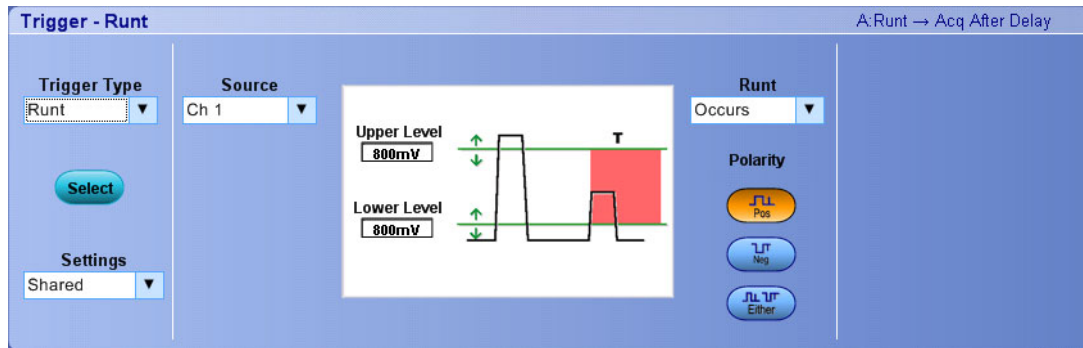 Trigger - Runt
A:Runt → Acq After Delay
Trigger Type
Runt
Select
Settings
Shared
Source
Ch 1
Upper Level
800mV
Lower Level
800mV
T
Runt
Occurs
Polarity
Pos
Neg
Either